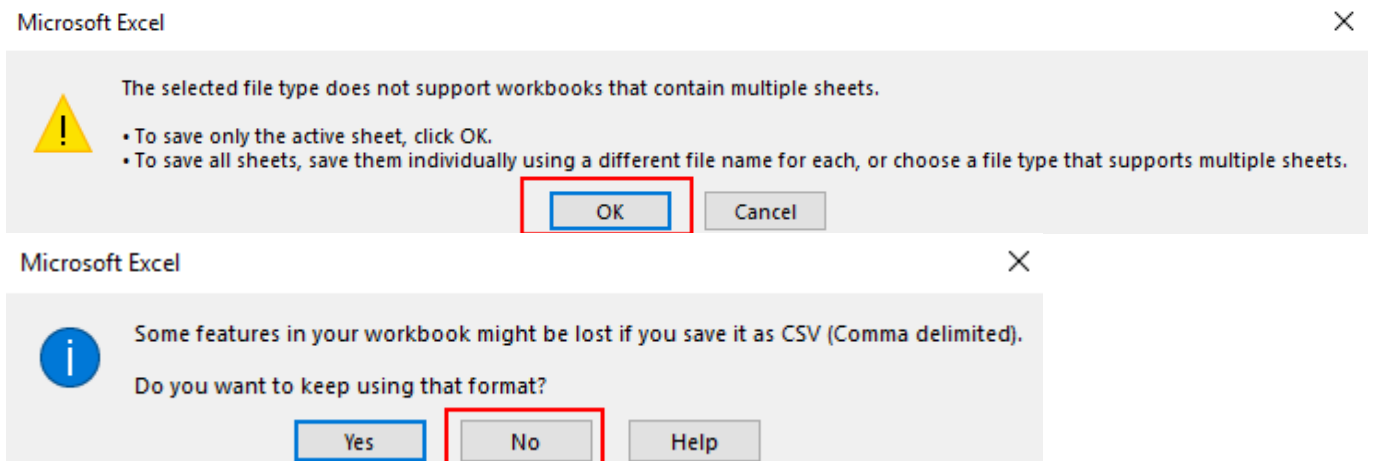 Microsoft Excel
The selected file type does not support workbooks that contain multiple sheets.
• To save only the active sheet, click OK.
• To save all sheets, save them individually using a different file name for each, or choose a file type that supports multiple sheets.
OK Cancel
Microsoft Excel
Some features in your workbook might be lost if you save it as CSV (Comma delimited).
Do you want to keep using that format?
Yes No Help